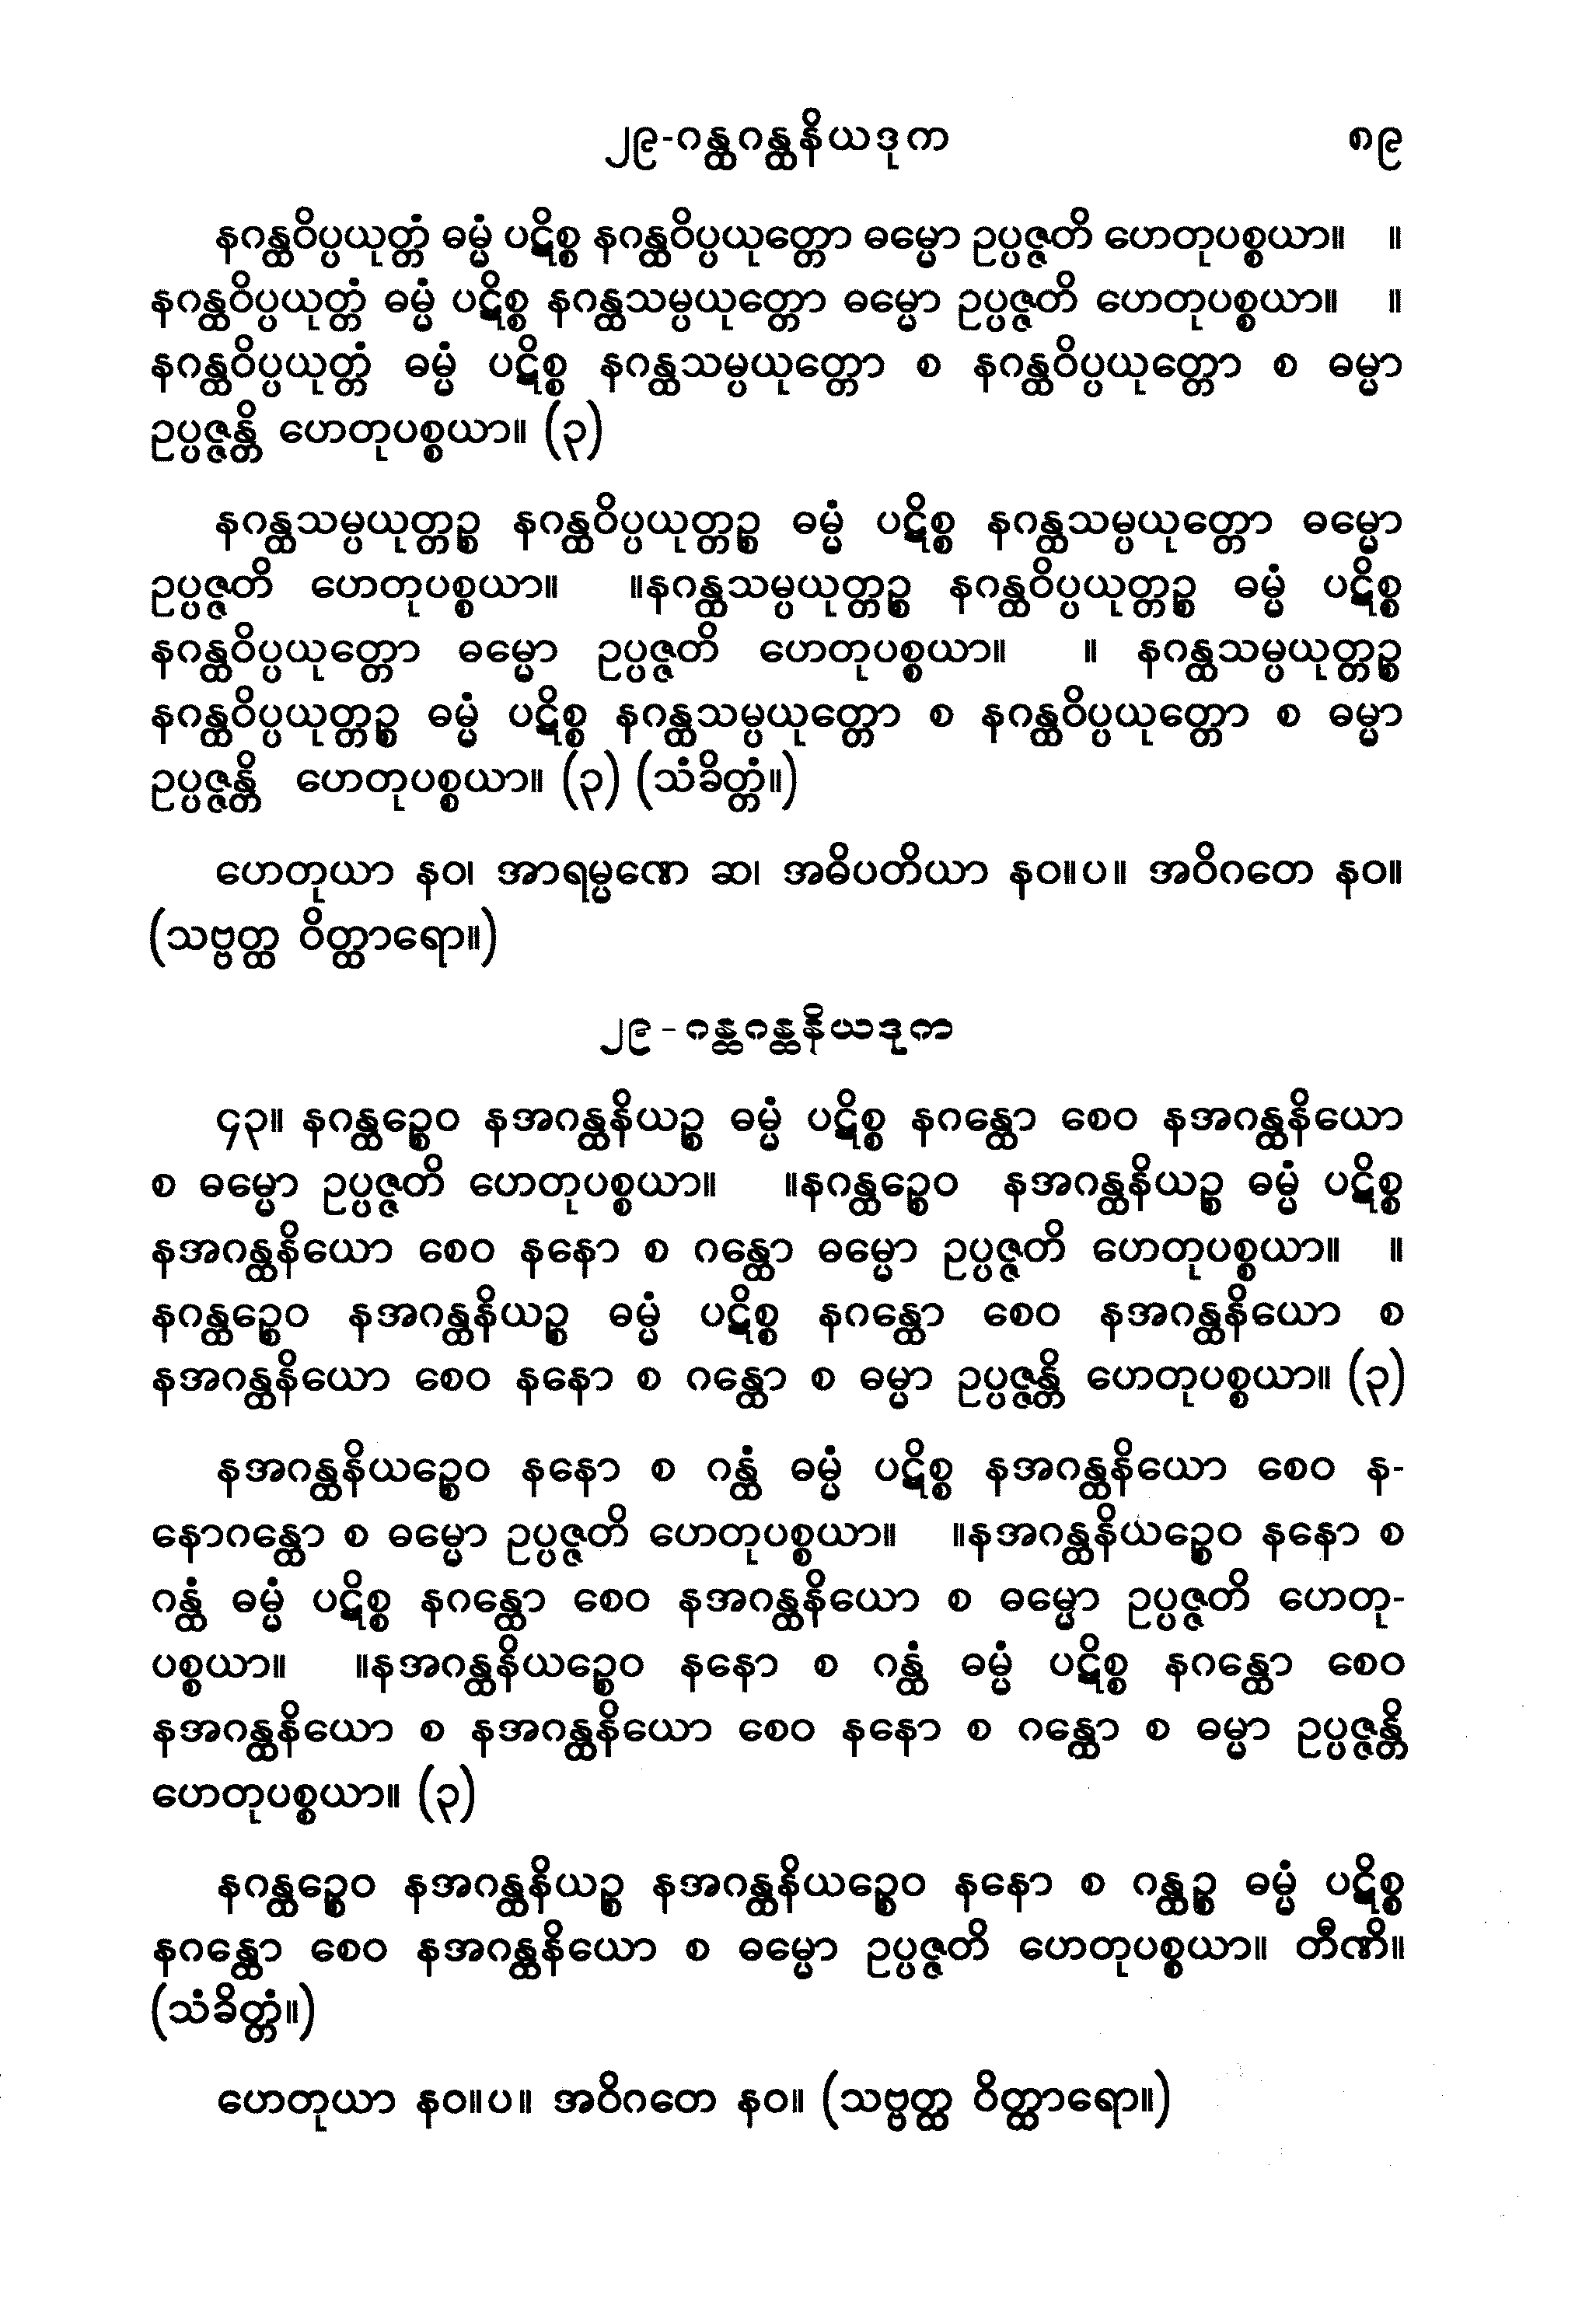 ၂၉-ဂန္ထဂန္ထနိယဒုက ၈၉
နဂန္ထဝိပ္ပယုတ္တံ ဓမ္မံ ပဋိစ္စ နဂန္ထဝိပ္ပယုတ္တော ဓမ္မော ဥပ္ပဇ္ဇတိ ဟေတုပစ္စယာ။ ။
နဂန္ထဝိပ္ပယုတ္တံ ဓမ္မံ ပဋိစ္စ နဂန္ထသမ္ပယုတ္တော ဓမ္မော ဥပ္ပဇ္ဇတိ ဟေတုပစ္စယာ။ ။
နဂန္ထဝိပ္ပယုတ္တံ ဓမ္မံ ပဋိစ္စ နဂန္ထသမ္ပယုတ္တော စ နဂန္ထဝိပ္ပယုတ္တော စ ဓမ္မာ
ဥပ္ပဇ္ဇန္တိ ဟေတုပစ္စယာ။ (၃)
နဂန္ထသမ္ပယုတ္တဉ္စ နဂန္ထဝိပ္ပယုတ္တဉ္စ ဓမ္မံ ပဋိစ္စ နဂန္ထသမ္ပယုတ္တော ဓမ္မော
ဥပ္ပဇ္ဇတိ ဟေတုပစ္စယာ။ ။နဂန္ထသမ္ပယုတ္တဉ္စ နဂန္ထဝိပ္ပယုတ္တဉ္စ ဓမ္မံ ပဋိစ္စ
နဂန္ထဝိပ္ပယုတ္တော ဓမ္မော ဥပ္ပဇ္ဇတိ ဟေတုပစ္စယာ။ ။ နဂန္ထသမ္ပယုတ္တဉ္စ
နဂန္ထဝိပ္ပယုတ္တဉ္စ ဓမ္မံ ပဋိစ္စ နဂန္ထသမ္ပယုတ္တော စ နဂန္ထဝိပ္ပယုတ္တော စ ဓမ္မာ
ဥပ္ပဇ္ဇန္တိ ဟေတုပစ္စယာ။ (၃) (သံခိတ္တံ။)
ဟေတုယာ နဝ၊ အာရမ္မဏေ ဆ၊ အဓိပတိယာ နဝ။ပ။ အဝိဂတေ နဝ။
(သဗ္ဗတ္ထ ဝိတ္ထာရော။)
၂၉-ဂန္ထဂန္ထနိယဒုက
၄၃။ နဂန္ထဉ္စေဝ နအဂန္ထနိယဉ္စ ဓမ္မံ ပဋိစ္စ နဂန္ထော စေဝ နအဂန္ထနိယော
စ ဓမ္မော ဥပ္ပဇ္ဇတိ ဟေတုပစ္စယာ။ ။နဂန္ထဉ္စေဝ နအဂန္ထနိယဉ္စ ဓမ္မံ ပဋိစ္စ
နအဂန္ထနိယော စေဝ နနော စ ဂန္ထော ဓမ္မော ဥပ္ပဇ္ဇတိ ဟေတုပစ္စယာ။ ။
နဂန္ထဉ္စေဝ နအဂန္ထနိယဉ္စ ဓမ္မံ ပဋိစ္စ နဂန္ထော စေဝ နအဂန္ထနိယော စ
နအဂန္ထနိယော စေဝ နနော စ ဂန္ထော စ ဓမ္မာ ဥပ္ပဇ္ဇန္တိ ဟေတုပစ္စယာ။ (၃)
နအဂန္ထနိယဉ္စေဝ နနော စ ဂန္ထံ ဓမ္မံ ပဋိစ္စ နအဂန္ထနိယော စေဝ န-
နောဂန္ထော စ ဓမ္မော ဥပ္ပဇ္ဇတိ ဟေတုပစ္စယာ။ ။နအဂန္ထနိယဉ္စေဝ နနော စ
ဂန္ထံ ဓမ္မံ ပဋိစ္စ နဂန္ထော စေဝ နအဂန္ထနိယော စ ဓမ္မော ဥပ္ပဇ္ဇတိ ဟေတု-
ပစ္စယာ။ ။နအဂန္ထနိယဉ္စေဝ နနော စ ဂန္ထံ ဓမ္မံ ပဋိစ္စ နဂန္ထော စေဝ
နအဂန္ထနိယော စ နအဂန္ထနိယော စေဝ နနော စ ဂန္ထော စ ဓမ္မာ ဥပ္ပဇ္ဇန္တိ
ဟေတုပစ္စယာ။ (၃)
နဂန္ထဉ္စေဝ နအဂန္ထနိယဉ္စ နအဂန္ထနိယဉ္စေဝ နနော စ ဂန္ထဉ္စ ဓမ္မံ ပဋိစ္စ
နဂန္ထော စေဝ နအဂန္ထနိယော စ ဓမ္မော ဥပ္ပဇ္ဇတိ ဟေတုပစ္စယာ။ တီဏိ။
(သံခိတ္တံ။)
ဟေတုယာ နဝ။ပ။ အဝိဂတေ နဝ။ (သဗ္ဗတ္ထ ဝိတ္ထာရော။)